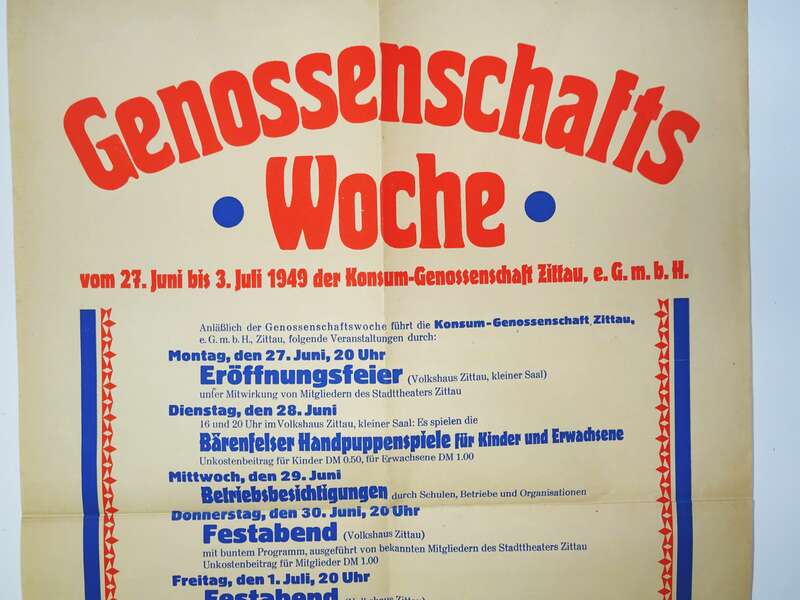 Genossenschafts
Woche
vom 27. Juni bis 3. Juli 1949 der Konsum-Genossenschaft Zittau, e. G. m. b. H.
Anläßlich der Genossenschaftswoche führt die Konsum-Genossenschaft Zittau,
e. G. m. b. H., Zittau, folgende Veranstaltungen durch:
Montag, den 27. Juni, 20 Uhr
Eröffnungsfeier (Volkshaus Zittau, kleiner Saal)
unter Mitwirkung von Mitgliedern des Stadttheaters Zittau
Dienstag, den 28. Juni
16 und 20 Uhr im Volkshaus Zittau, kleiner Saal: Es spielen die
Bärenfelser Handpuppenspiele für Kinder und Erwachsene
Unkostenbeitrag für Kinder DM 0.50, für Erwachsene DM 1.00
Mittwoch, den 29. Juni
Betriebsbesichtigungen durch Schulen, Betriebe und Organisationen
Donnerstag, den 30. Juni, 20 Uhr
Festabend (Volkshaus Zittau)
mit buntem Programm, ausgeführt von bekannten Mitgliedern des Stadttheaters Zittau
Unkostenbeitrag für Mitglieder DM 1.00
Freitag, den 1. Juli, 20 Uhr
Festabend (Volkshaus Zittau)